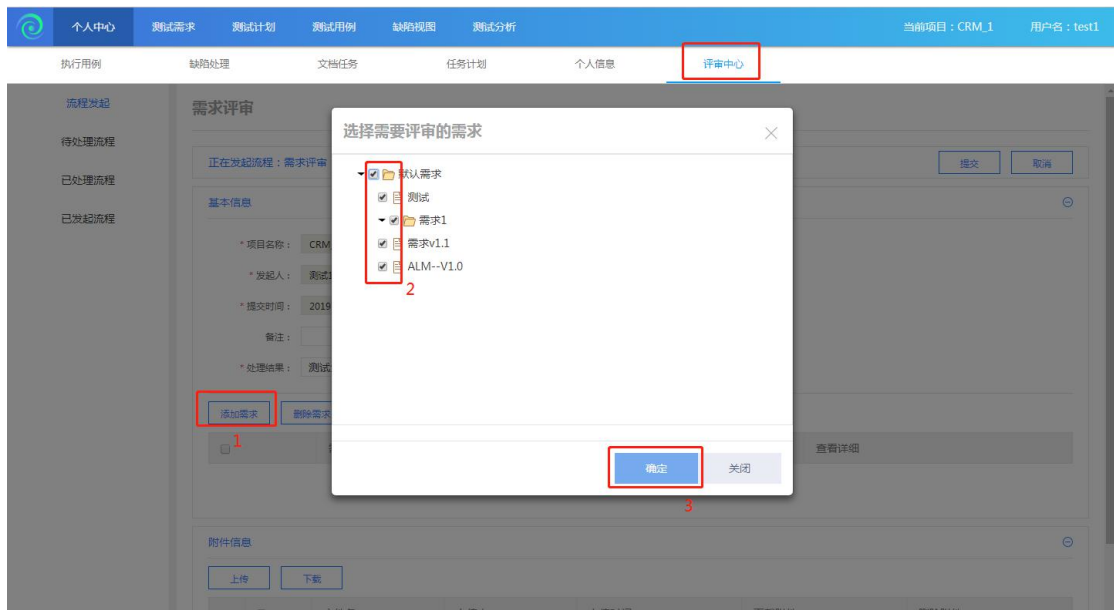 个人中心 测试需求 测试计划 测试用例 缺陷视图 测试分析 当前项目：CRM_1 用户名：test1
执行用例 缺陷处理 文档任务 任务计划 个人信息 评审中心
流程发起
待处理流程
已处理流程
已发起流程
需求评审
正在发起流程：需求评审 提交 取消
基本信息
* 项目名称： CRM
* 发起人： 测试1
* 提交时间： 2019
备注：
* 处理结果： 测试
添加需求 删除需求
1
查看详细
附件信息
上传 下载
选择需要评审的需求
默认需求
测试
需求1
需求v1.1
ALM--V1.0
2
确定 关闭
3